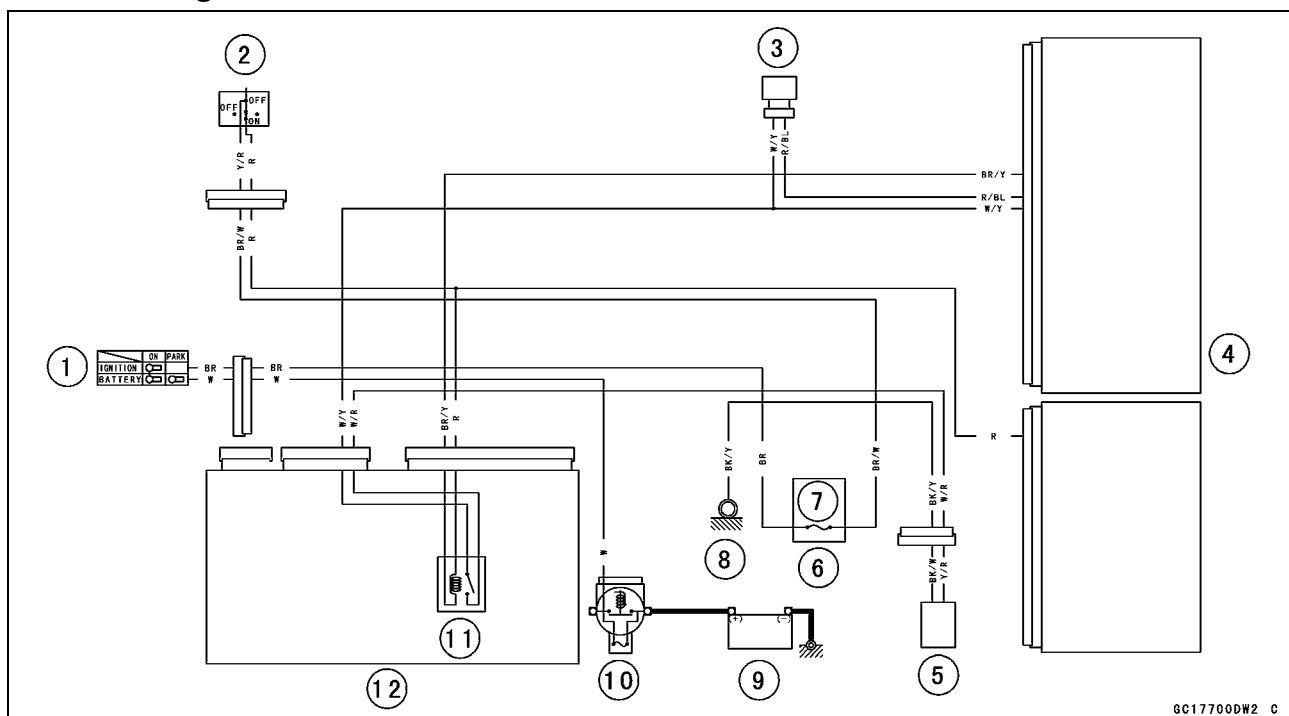 2
3
OFF
OFF
ON
Y/R
R
W/Y
R/BL
BR/Y
R/BL
W/Y
BR/W
R
1
ON PARK
IGNITION
BATTERY
BR
W
BR
W
4
W/Y
W/R
BR/Y
R
R
BK/Y
BR
BR/W
BK/Y
W/R
7
8
6
W
BK/W
Y/R
(+)
(-)
11
10
9
5
12
GC17700DW2 C